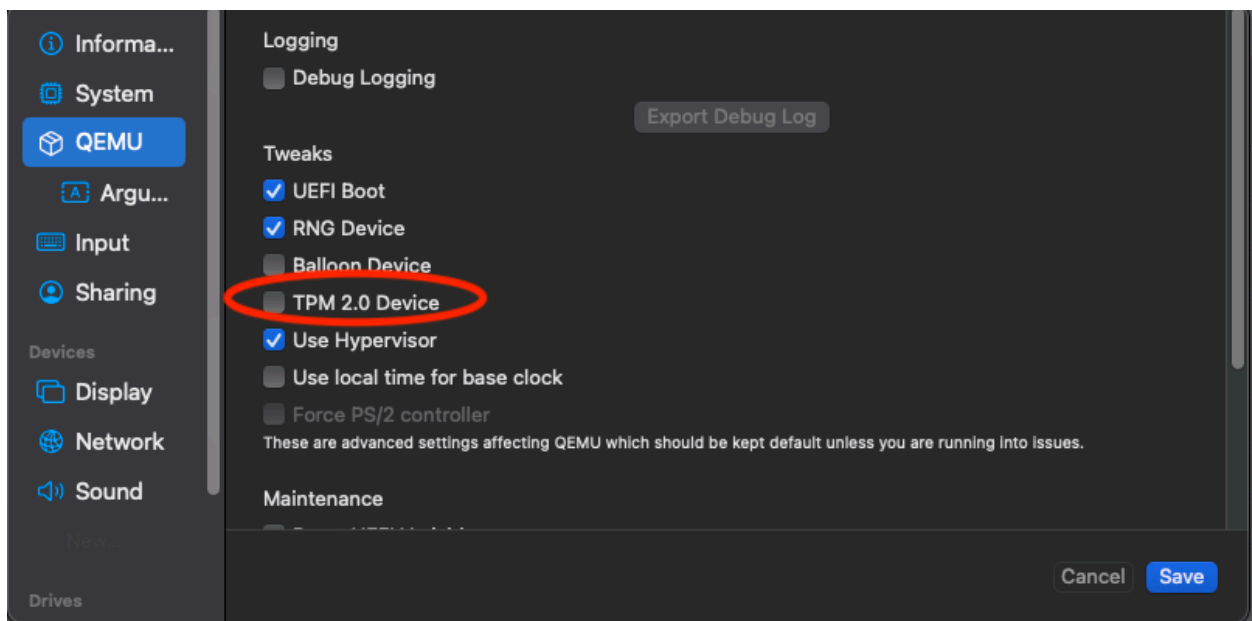 Informa...
System
QEMU
Argu...
Input
Sharing
Devices
Display
Network
Sound
New...
Drives
Logging
Debug Logging
Export Debug Log
Tweaks
UEFI Boot
RNG Device
Balloon Device
TPM 2.0 Device
Use Hypervisor
Use local time for base clock
Force PS/2 controller
These are advanced settings affecting QEMU which should be kept default unless you are running into issues.
Maintenance
Cancel
Save